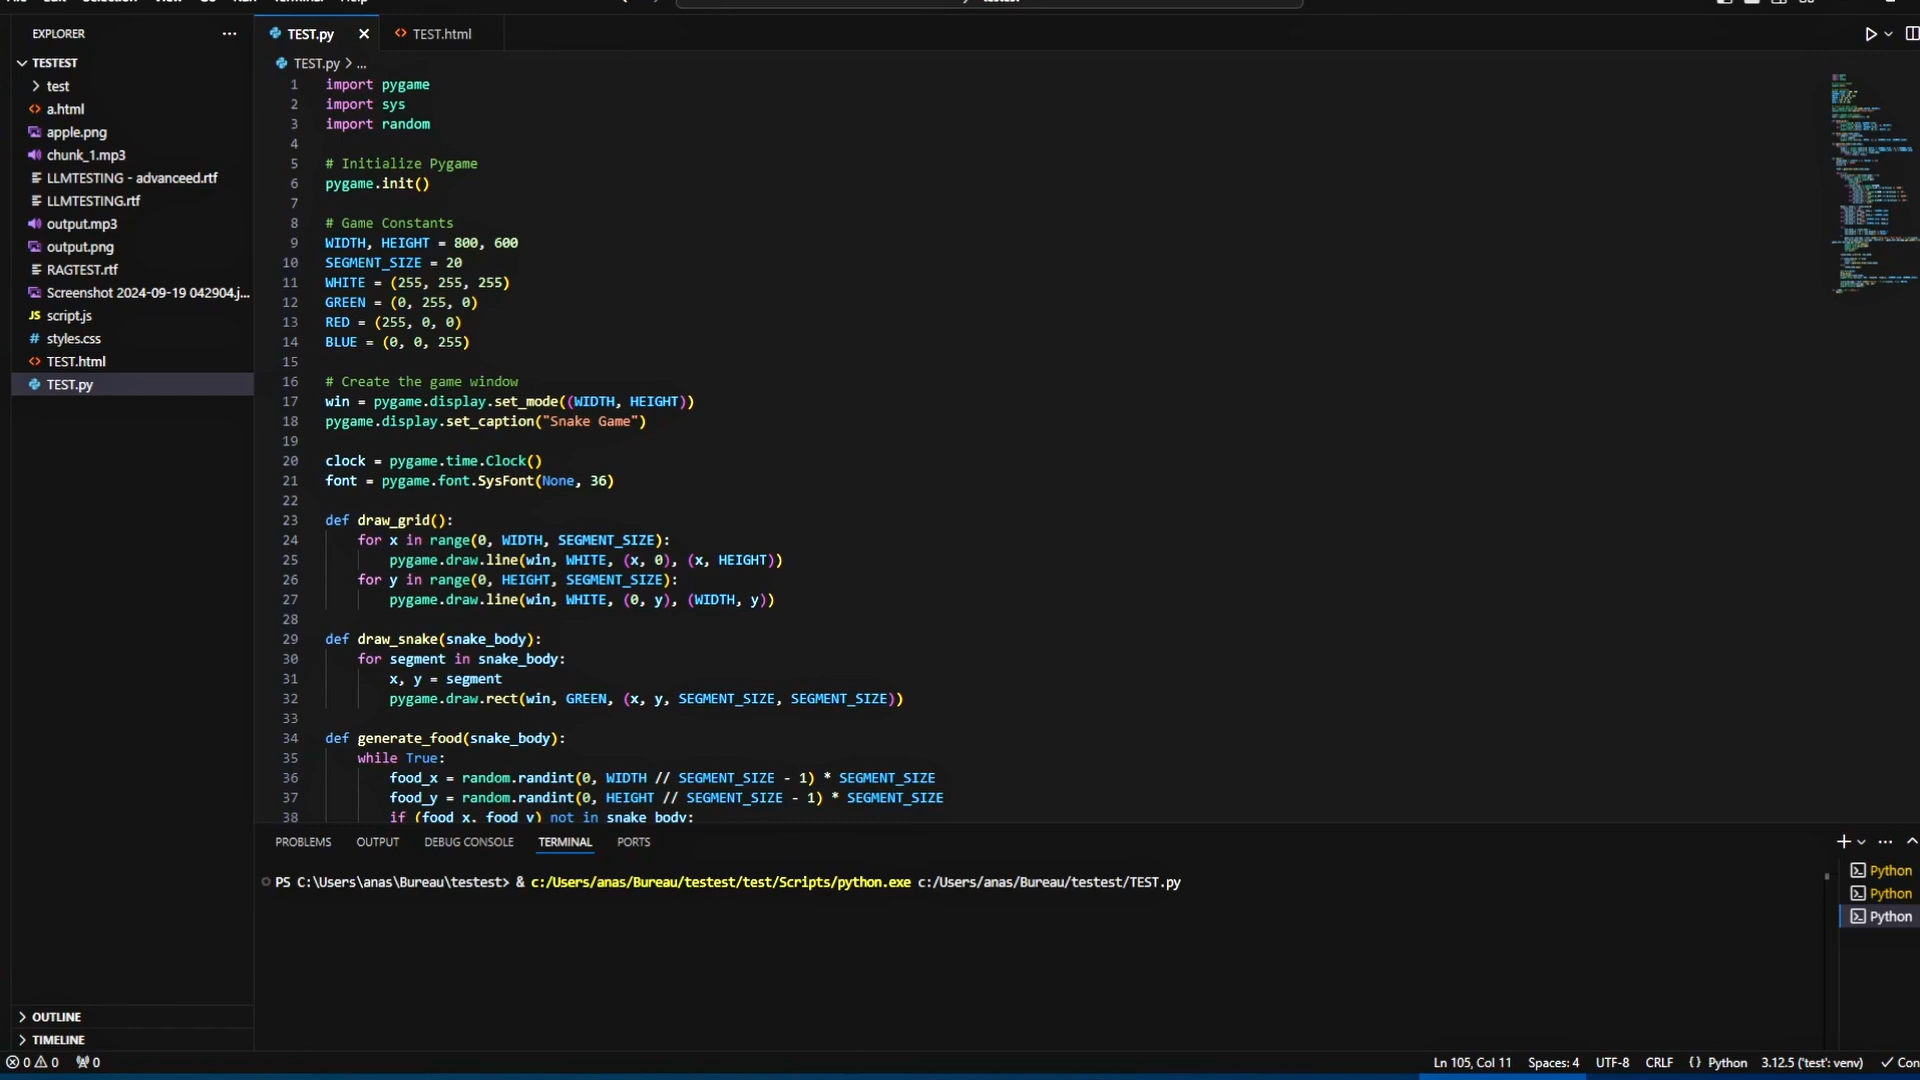 EXPLORER
TESTEST
test
a.html
apple.png
chunk_1.mp3
LLMTESTING - advanceed.rtf
LLMTESTING.rtf
output.mp3
output.png
RAGTEST.rtf
Screenshot 2024-09-19 042904.j...
script.js
styles.css
TEST.html
TEST.py
OUTLINE
TIMELINE
TEST.py TEST.html
TEST.py > ...
1 import pygame
2 import sys
3 import random
4
5 # Initialize Pygame
6 pygame.init()
7
8 # Game Constants
9 WIDTH, HEIGHT = 800, 600
10 SEGMENT_SIZE = 20
11 WHITE = (255, 255, 255)
12 GREEN = (0, 255, 0)
13 RED = (255, 0, 0)
14 BLUE = (0, 0, 255)
15
16 # Create the game window
17 win = pygame.display.set_mode((WIDTH, HEIGHT))
18 pygame.display.set_caption("Snake Game")
19
20 clock = pygame.time.Clock()
21 font = pygame.font.SysFont(None, 36)
22
23 def draw_grid():
24 for x in range(0, WIDTH, SEGMENT_SIZE):
25 pygame.draw.line(win, WHITE, (x, 0), (x, HEIGHT))
26 for y in range(0, HEIGHT, SEGMENT_SIZE):
27 pygame.draw.line(win, WHITE, (0, y), (WIDTH, y))
28
29 def draw_snake(snake_body):
30 for segment in snake_body:
31 x, y = segment
32 pygame.draw.rect(win, GREEN, (x, y, SEGMENT_SIZE, SEGMENT_SIZE))
33
34 def generate_food(snake_body):
35 while True:
36 food_x = random.randint(0, WIDTH // SEGMENT_SIZE - 1) * SEGMENT_SIZE
37 food_y = random.randint(0, HEIGHT // SEGMENT_SIZE - 1) * SEGMENT_SIZE
38 if (food_x, food_y) not in snake_body:
PROBLEMS OUTPUT DEBUG CONSOLE TERMINAL PORTS
PS C:\Users\anas\Bureau\testest> & c:/Users/anas/Bureau/testest/test/Scripts/python.exe c:/Users/anas/Bureau/testest/TEST.py
Python
Python
Python
0 0 0 Ln 105, Col 11 Spaces: 4 UTF-8 CRLF {} Python 3.12.5 ('test': venv) Con